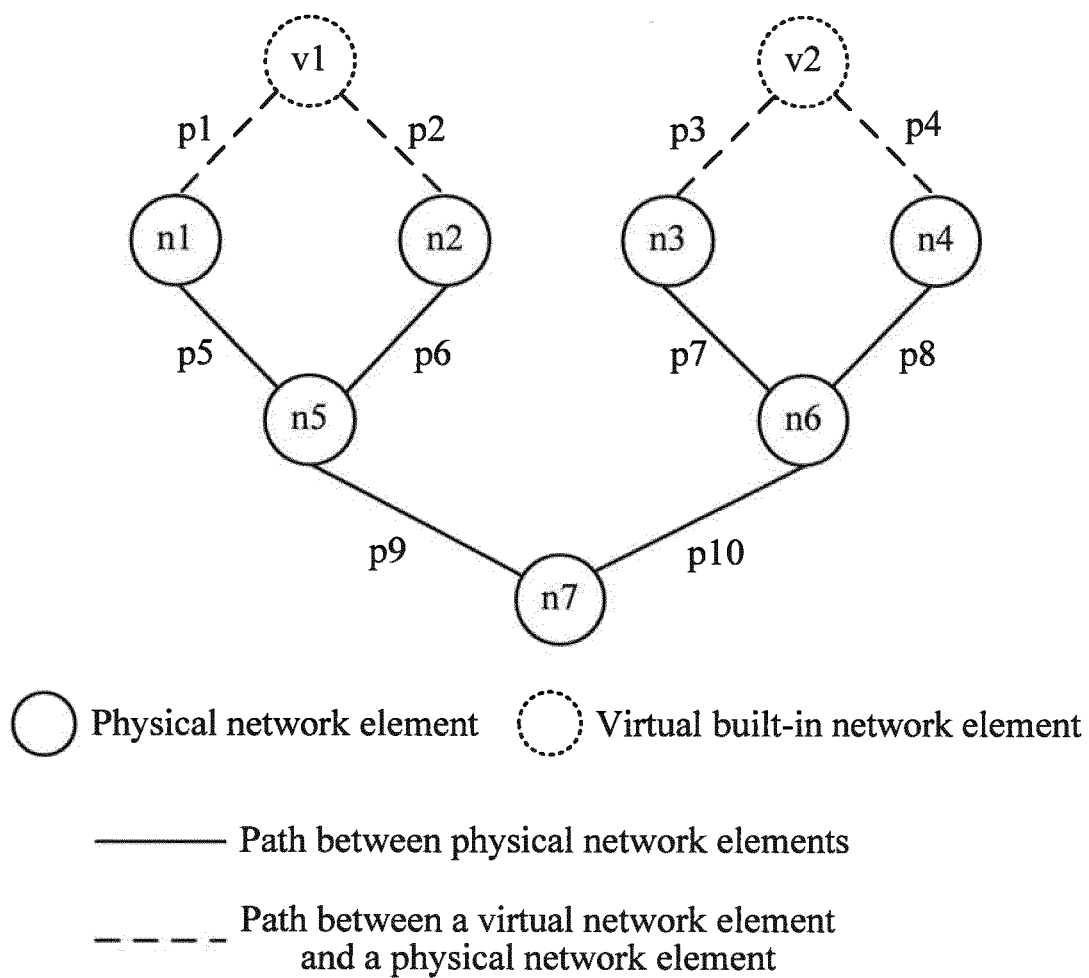 v1
v2
p1
p2
p3
p4
n1
n2
n3
n4
p5
p6
p7
p8
n5
n6
p9
p10
n7
Physical network element
Virtual built-in network element
Path between physical network elements
Path between a virtual network element
and a physical network element